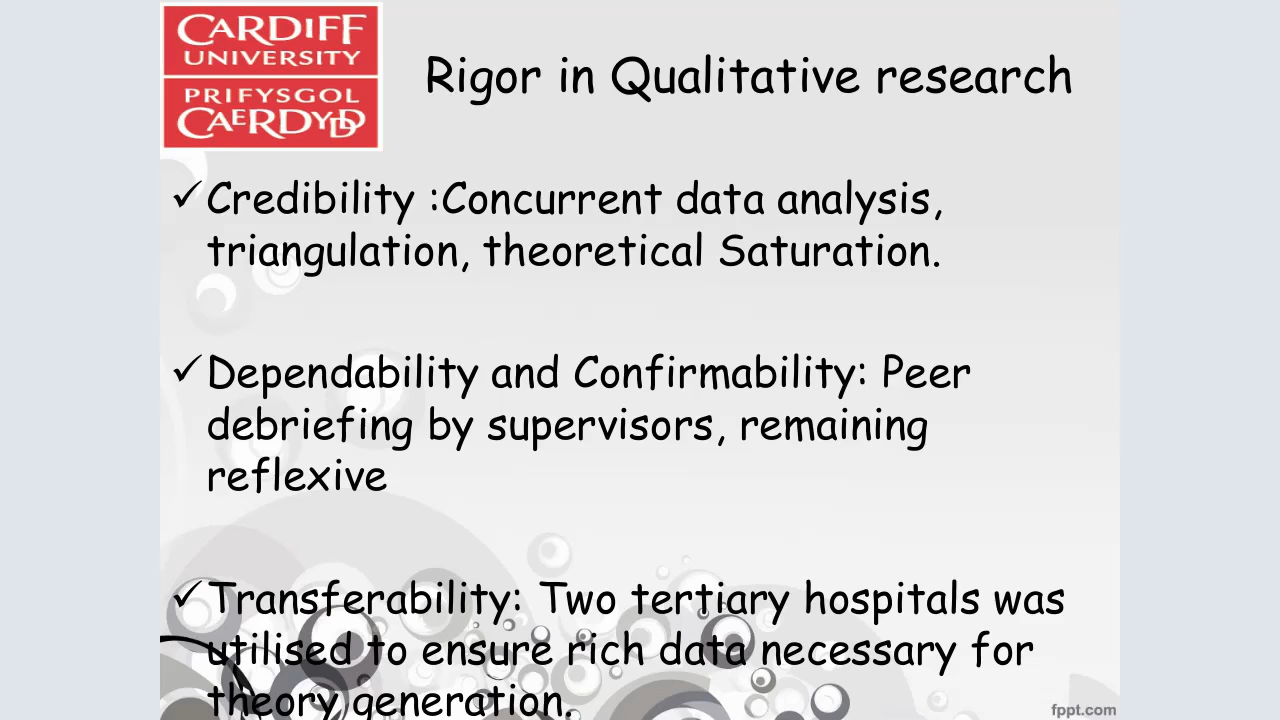 CARDIFF
UNIVERSITY
PRIFYSGOL
CAERDYDD
Rigor in Qualitative research
✓Credibility :Concurrent data analysis,
triangulation, theoretical Saturation.
✓Dependability and Confirmability: Peer
debriefing by supervisors, remaining
reflexive
✓Transferability: Two tertiary hospitals was
utilised to ensure rich data necessary for
theory generation.
fppt.com